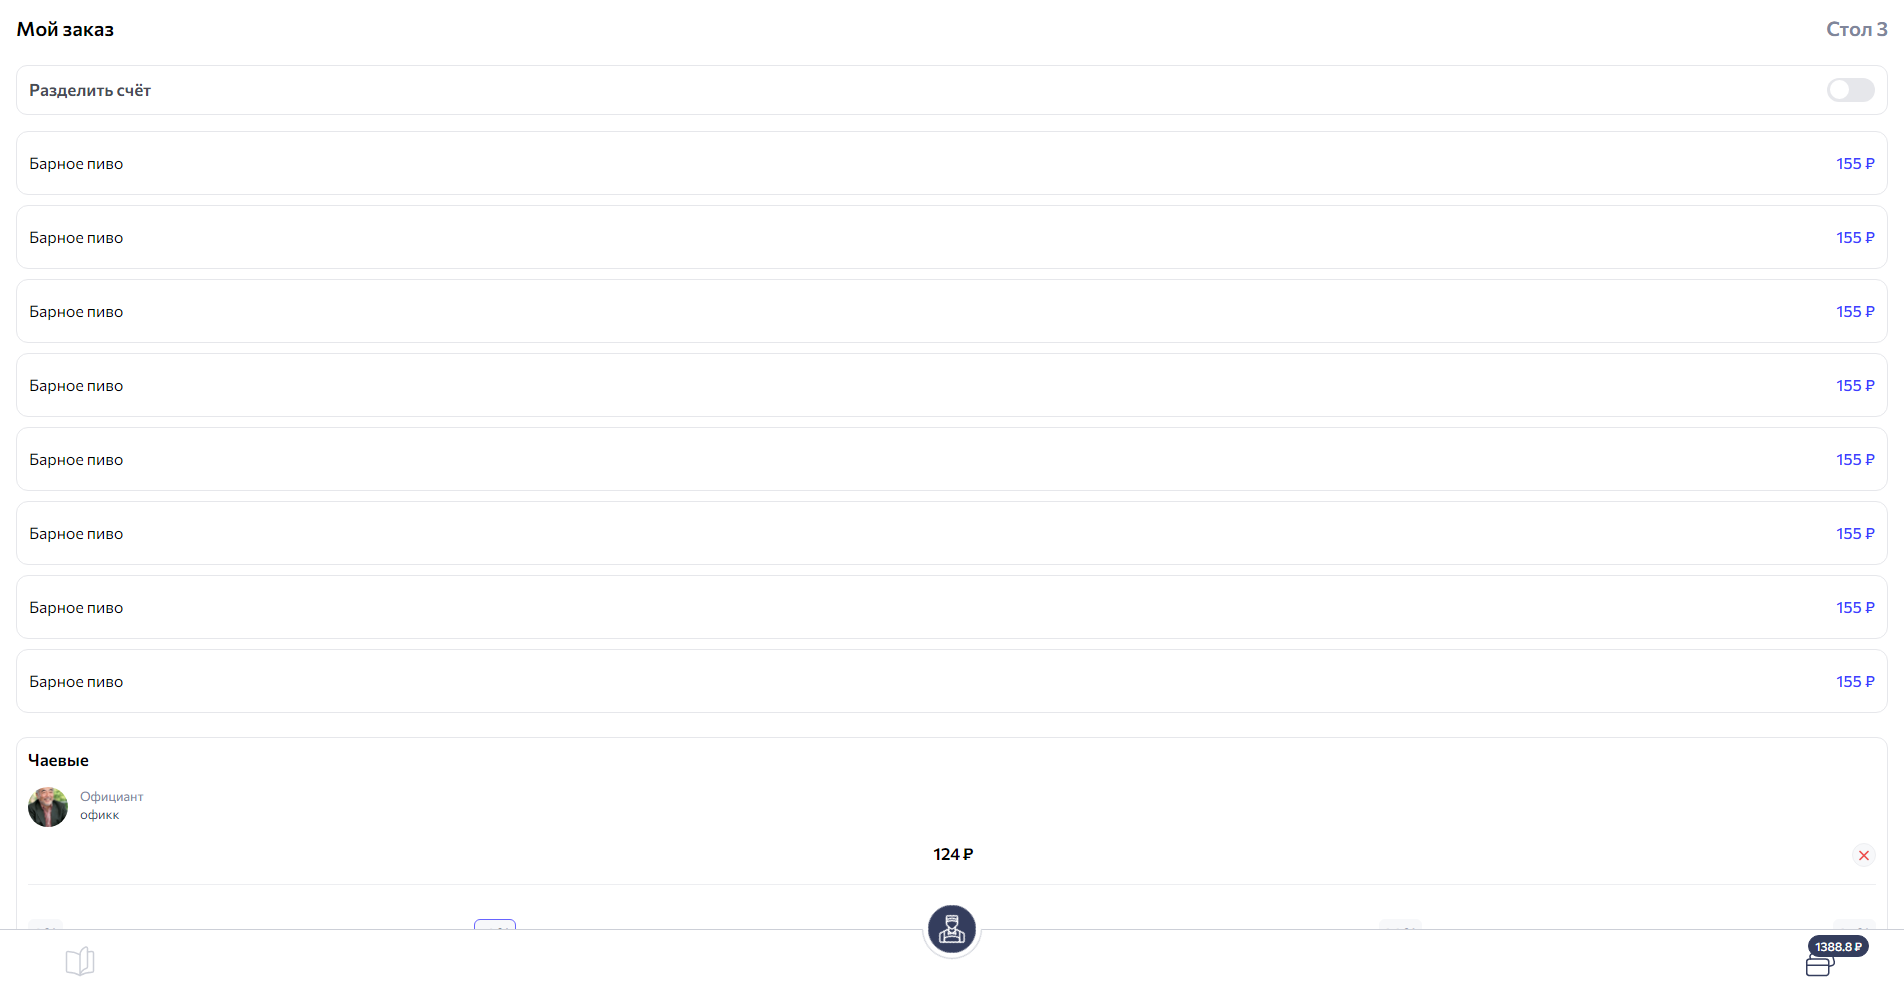 Мой заказ
Стол 3
Разделить счёт
Барное пиво
155 ₽
Барное пиво
155 ₽
Барное пиво
155 ₽
Барное пиво
155 ₽
Барное пиво
155 ₽
Барное пиво
155 ₽
Барное пиво
155 ₽
Барное пиво
155 ₽
Чаевые
Официант
офикк
124 ₽
1388.8 ₽